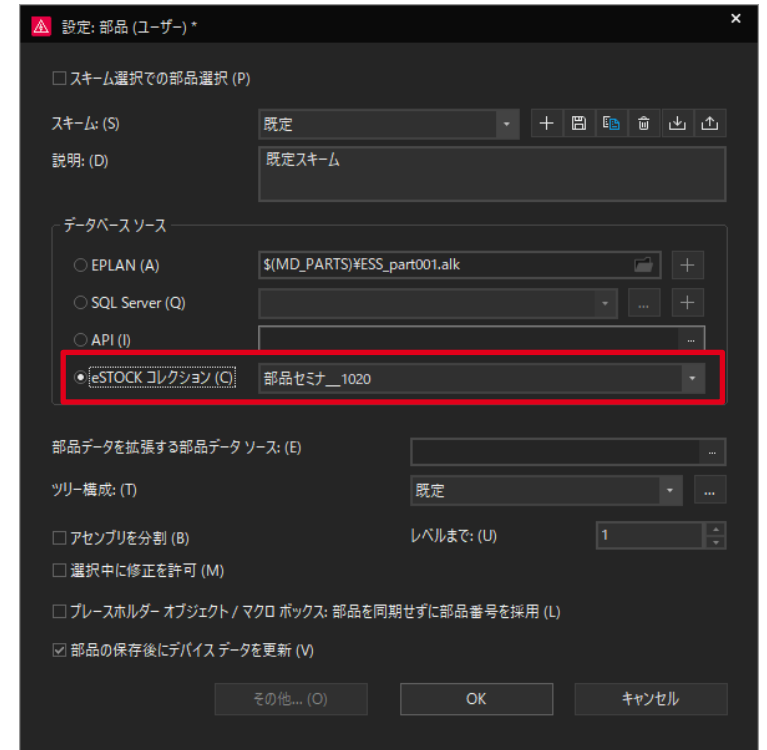 設定: 部品 (ユーザー) *
スキーム選択での部品選択 (P)
スキーム: (S) 既定
説明: (D) 既定スキーム
データベース ソース
EPLAN (A) $(MD_PARTS)¥ESS_part001.alk
SQL Server (Q) ...
API (I) ...
eSTOCK コレクション (C) 部品セミナ__1020
部品データを拡張する部品データ ソース: (E) ...
ツリー構成: (T) 既定 ...
アセンブリを分割 (B) レベルまで: (U) 1
選択中に修正を許可 (M)
プレースホルダー オブジェクト / マクロ ボックス: 部品を同期せずに部品番号を採用 (L)
部品の保存後にデバイス データを更新 (V)
その他... (O) OK キャンセル